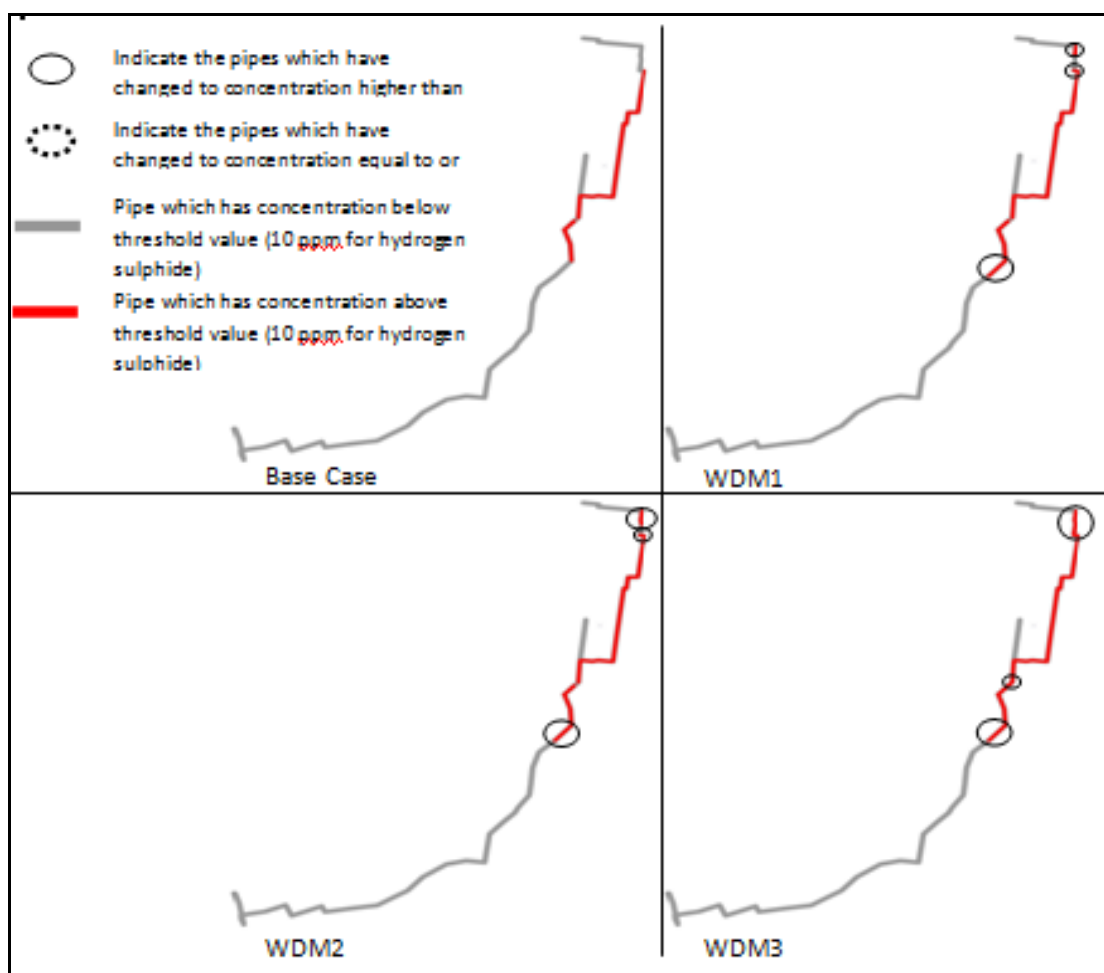 Indicate the pipes which have
changed to concentration higher than
Indicate the pipes which have
changed to concentration equal to or
Pipe which has concentration below
threshold value (10 ppm for hydrogen
sulphide)
Pipe which has concentration above
threshold value (10 ppm for hydrogen
sulphide)
Base Case
WDM1
WDM2
WDM3